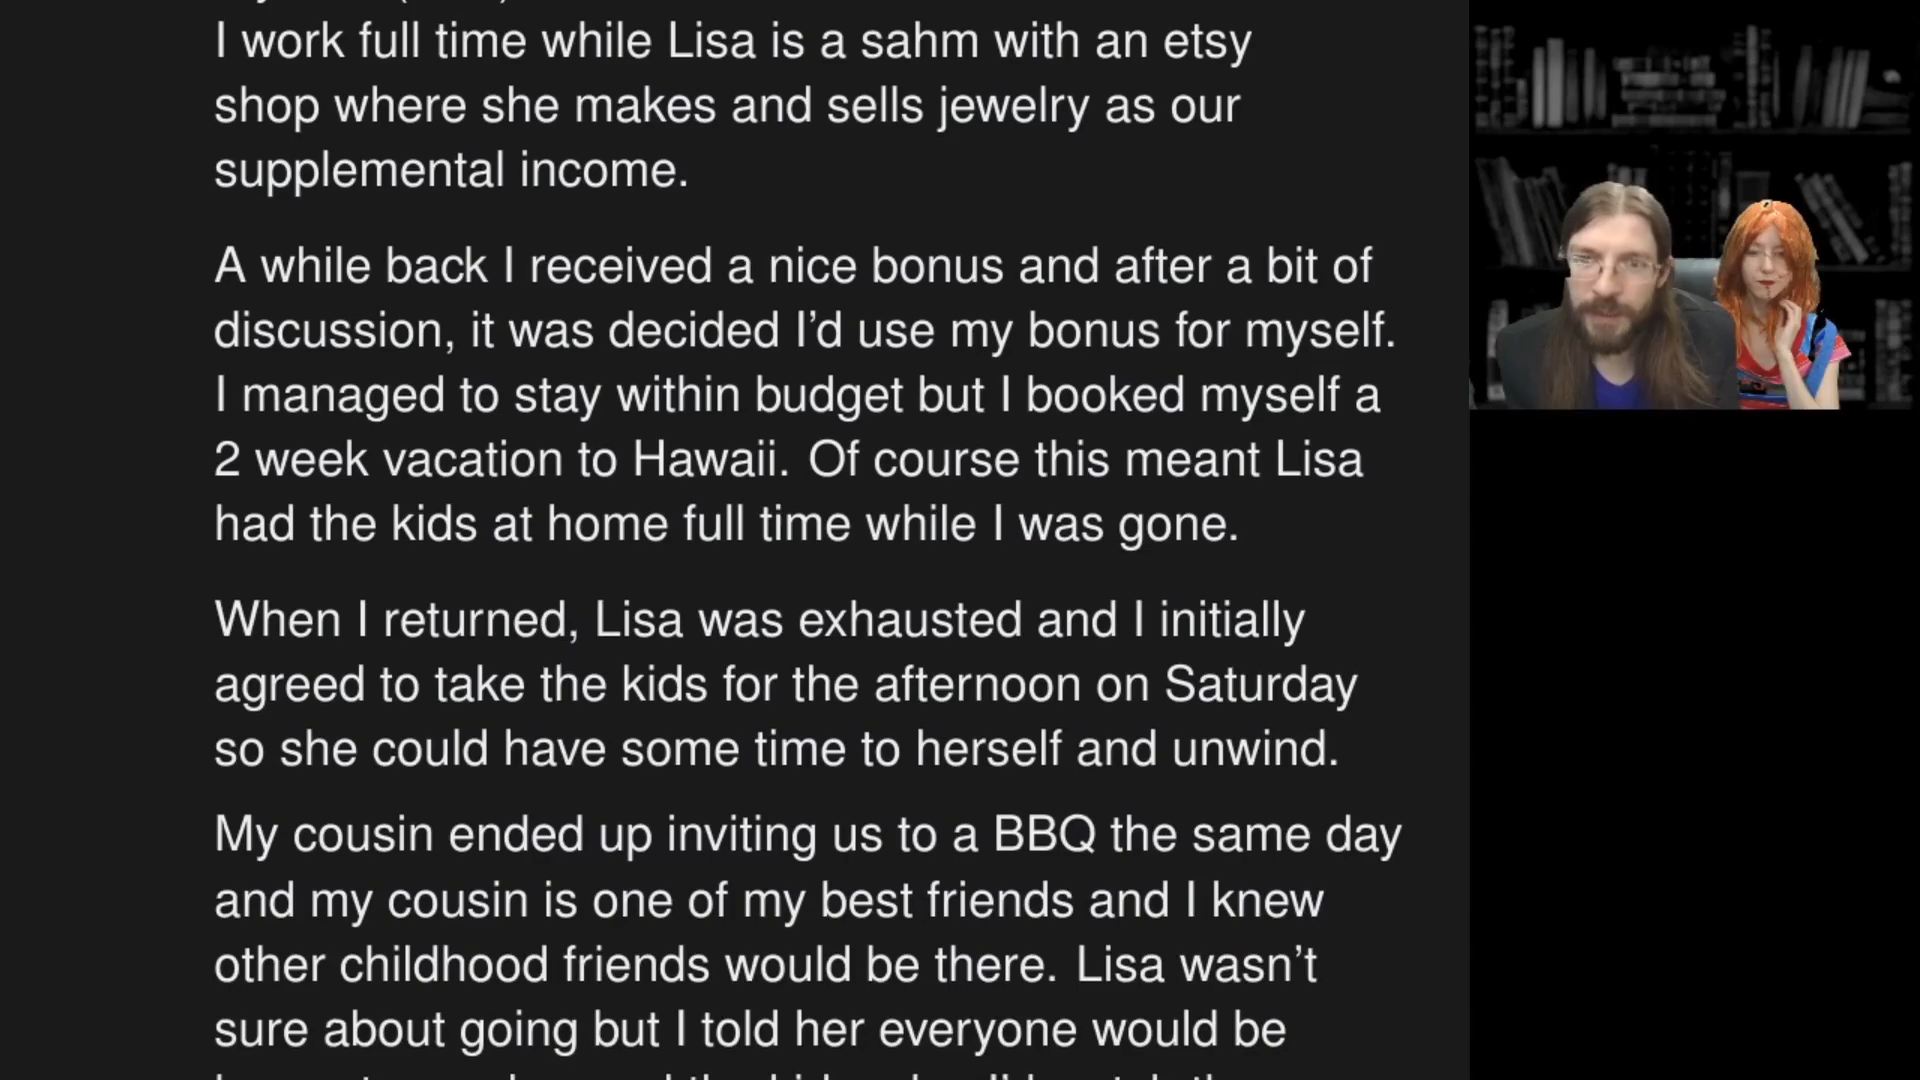 I work full time while Lisa is a sahm with an etsy
shop where she makes and sells jewelry as our
supplemental income.
A while back I received a nice bonus and after a bit of
discussion, it was decided I’d use my bonus for myself.
I managed to stay within budget but I booked myself a
2 week vacation to Hawaii. Of course this meant Lisa
had the kids at home full time while I was gone.
When I returned, Lisa was exhausted and I initially
agreed to take the kids for the afternoon on Saturday
so she could have some time to herself and unwind.
My cousin ended up inviting us to a BBQ the same day
and my cousin is one of my best friends and I knew
other childhood friends would be there. Lisa wasn’t
sure about going but I told her everyone would be